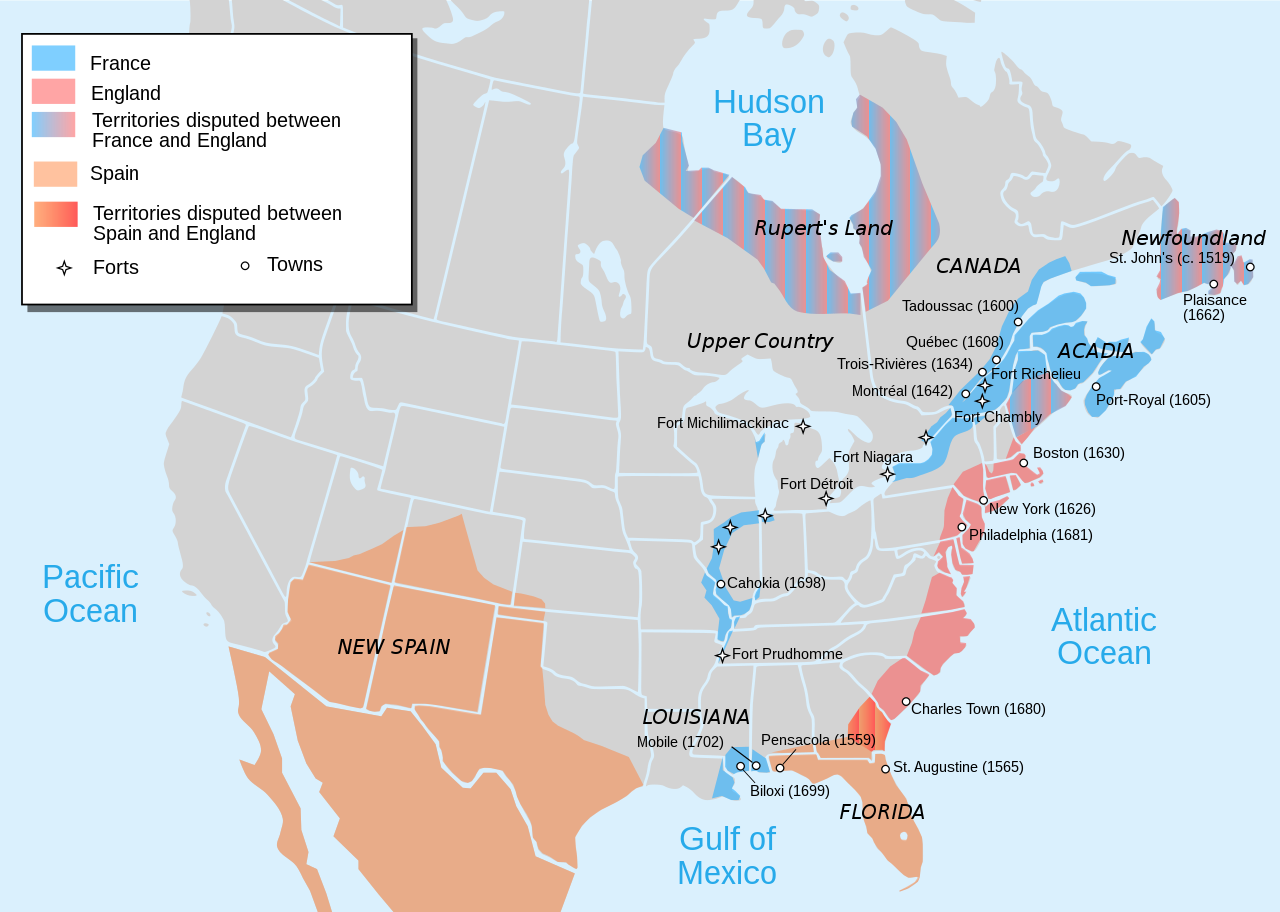 France
England
Territories disputed between
France and England
Spain
Territories disputed between
Spain and England
Forts
Towns
Hudson
Bay
Rupert's Land
Newfoundland
St. John's (c. 1519)
CANADA
Plaisance
(1662)
Tadoussac (1600)
Upper Country
Québec (1608)
ACADIA
Trois-Rivières (1634)
Fort Richelieu
Montréal (1642)
Port-Royal (1605)
Fort Chambly
Fort Michilimackinac
Boston (1630)
Fort Niagara
Fort Détroit
New York (1626)
Philadelphia (1681)
Pacific
Ocean
Cahokia (1698)
Atlantic
Ocean
NEW SPAIN
Fort Prudhomme
Charles Town (1680)
LOUISIANA
Mobile (1702)
Pensacola (1559)
St. Augustine (1565)
Biloxi (1699)
FLORIDA
Gulf of
Mexico